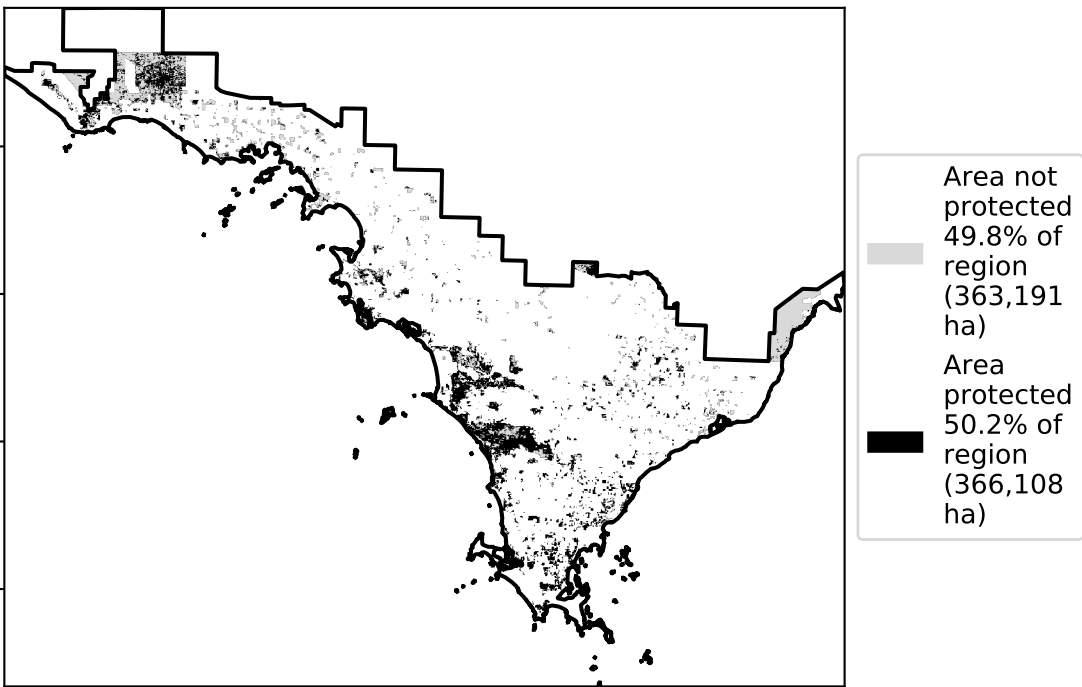 Area not
protected
49.8% of
region
(363,191
ha)
Area
protected
50.2% of
region
(366,108
ha)